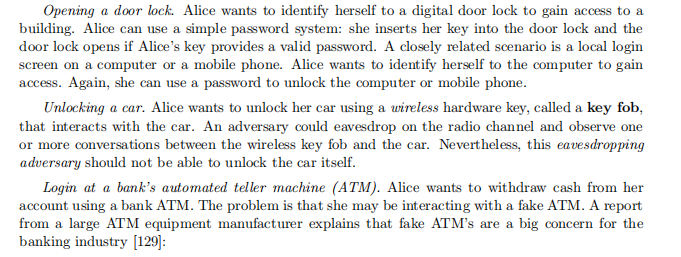 Opening a door lock. Alice wants to identify herself to a digital door lock to gain access to a
building. Alice can use a simple password system: she inserts her key into the door lock and the
door lock opens if Alice's key provides a valid password. A closely related scenario is a local login
screen on a computer or a mobile phone. Alice wants to identify herself to the computer to gain
access. Again, she can use a password to unlock the computer or mobile phone.
Unlocking a car. Alice wants to unlock her car using a wireless hardware key, called a key fob,
that interacts with the car. An adversary could eavesdrop on the radio channel and observe one
or more conversations between the wireless key fob and the car. Nevertheless, this eavesdropping
adversary should not be able to unlock the car itself.
Login at a bank's automated teller machine (ATM). Alice wants to withdraw cash from her
account using a bank ATM. The problem is that she may be interacting with a fake ATM. A report
from a large ATM equipment manufacturer explains that fake ATM's are a big concern for the
banking industry [129]: